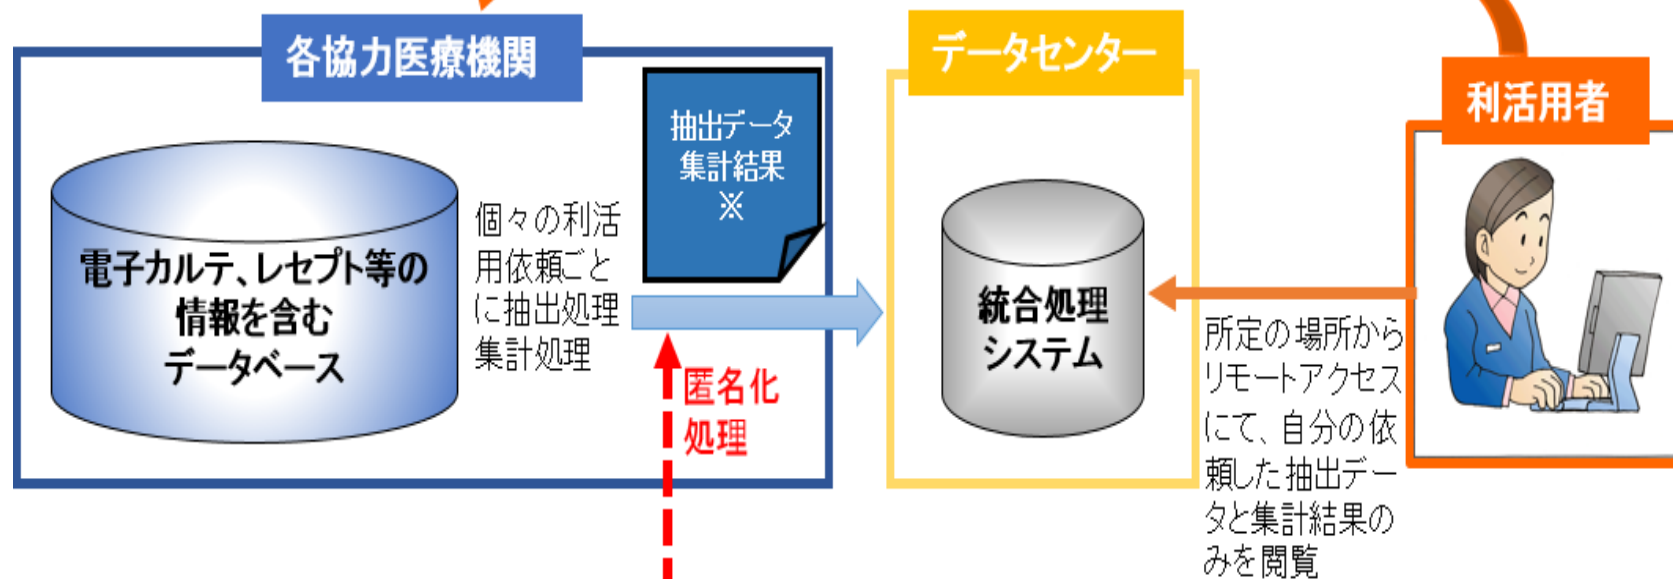 各協力医療機関
電子カルテ、レセプト等の
情報を含む
データベース
個々の利活
用依頼ごと
に抽出処理
集計処理
抽出データ
集計結果
※
匿名化
処理
データセンター
統合処理
システム
利活用者
所定の場所から
リモートアクセス
にて、自分の依
頼した抽出デー
タと集計結果の
みを閲覧